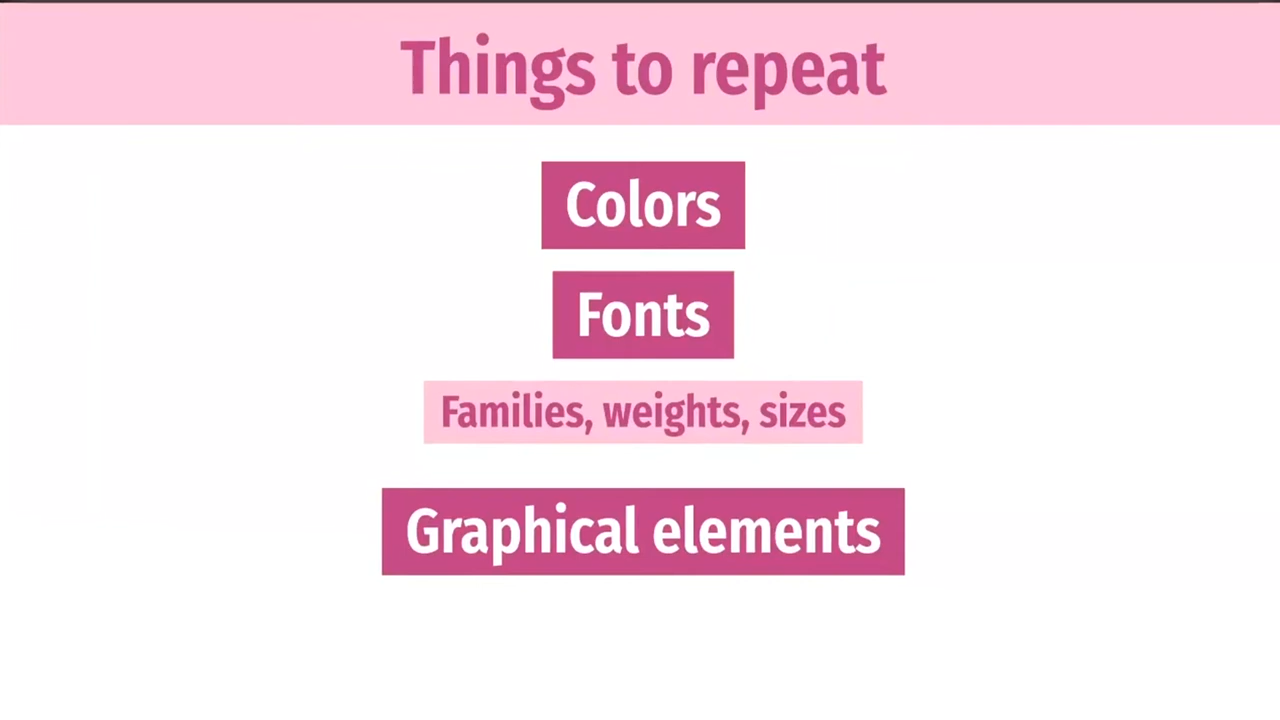 Things to repeat
Colors
Fonts
Families, weights, sizes
Graphical elements